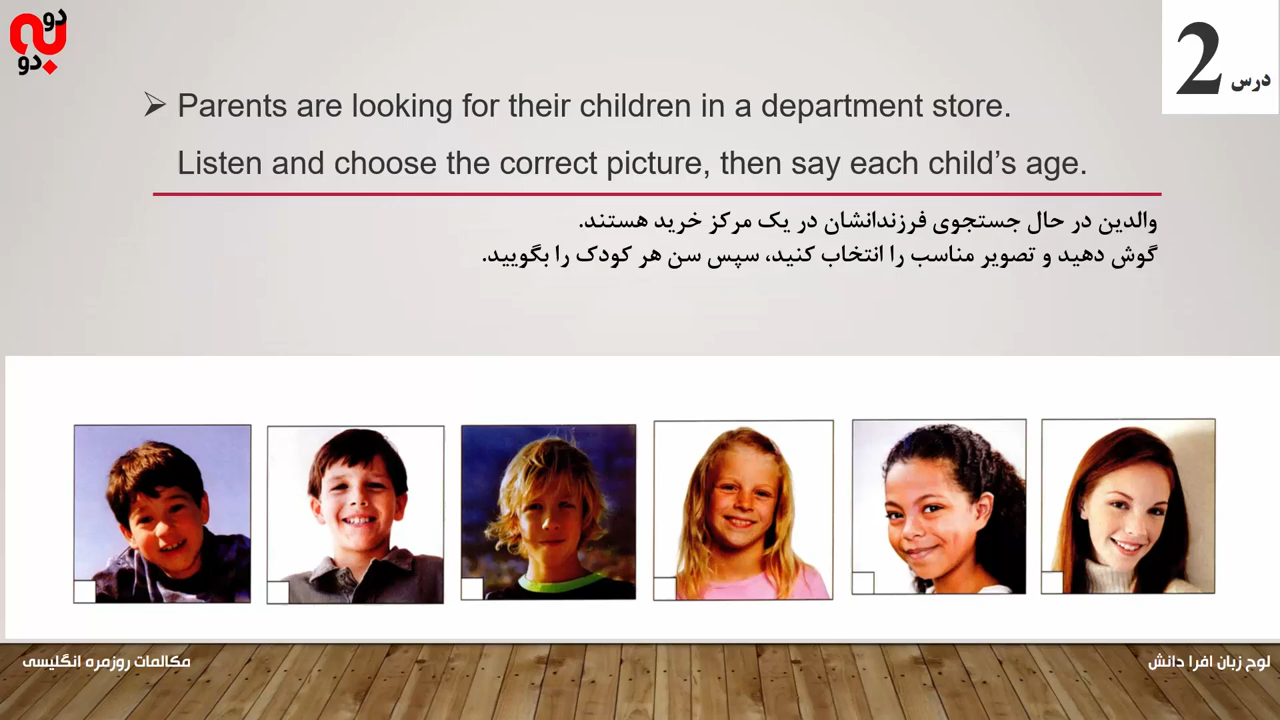 دو
به
دو
درس 2
➢ Parents are looking for their children in a department store.
Listen and choose the correct picture, then say each child's age.
والدین در حال جستجوی فرزندانشان در یک مرکز خرید هستند.
گوش دهید و تصویر مناسب را انتخاب کنید، سپس سن هر کودک را بگویید.
مکالمات روزمره انگلیسی
لوح زبان افرا دانش